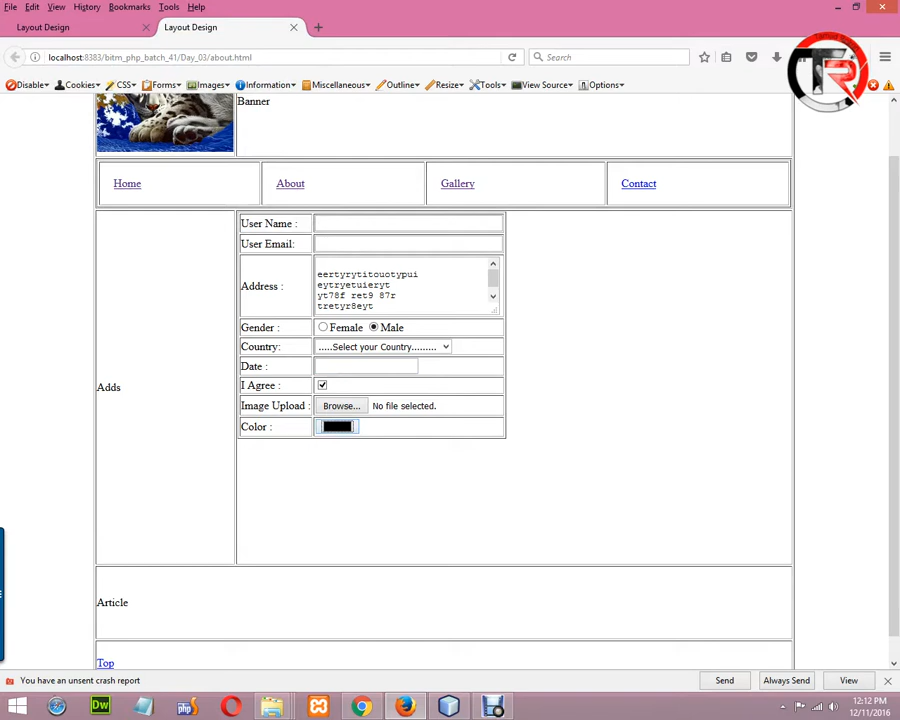 File Edit View History Bookmarks Tools Help
Layout Design
Layout Design
localhost:8383/bitm_php_batch_41/Day_03/about.html
Search
Disable Cookies CSS Forms Images Information Miscellaneous Outline Resize Tools View Source Options
TR
Banner
Home About Gallery Contact
Adds
User Name :
User Email:
Address :
eertyrytitouotypui
eytryetuieryt
yt78f ret9 87r
tretyr8eyt
Gender : Female Male
Country: .....Select your Country.........
Date :
I Agree :
Image Upload : Browse... No file selected.
Color :
Article
Top
You have an unsent crash report Send Always Send View
Dw
php
12:12 PM
12/11/2016